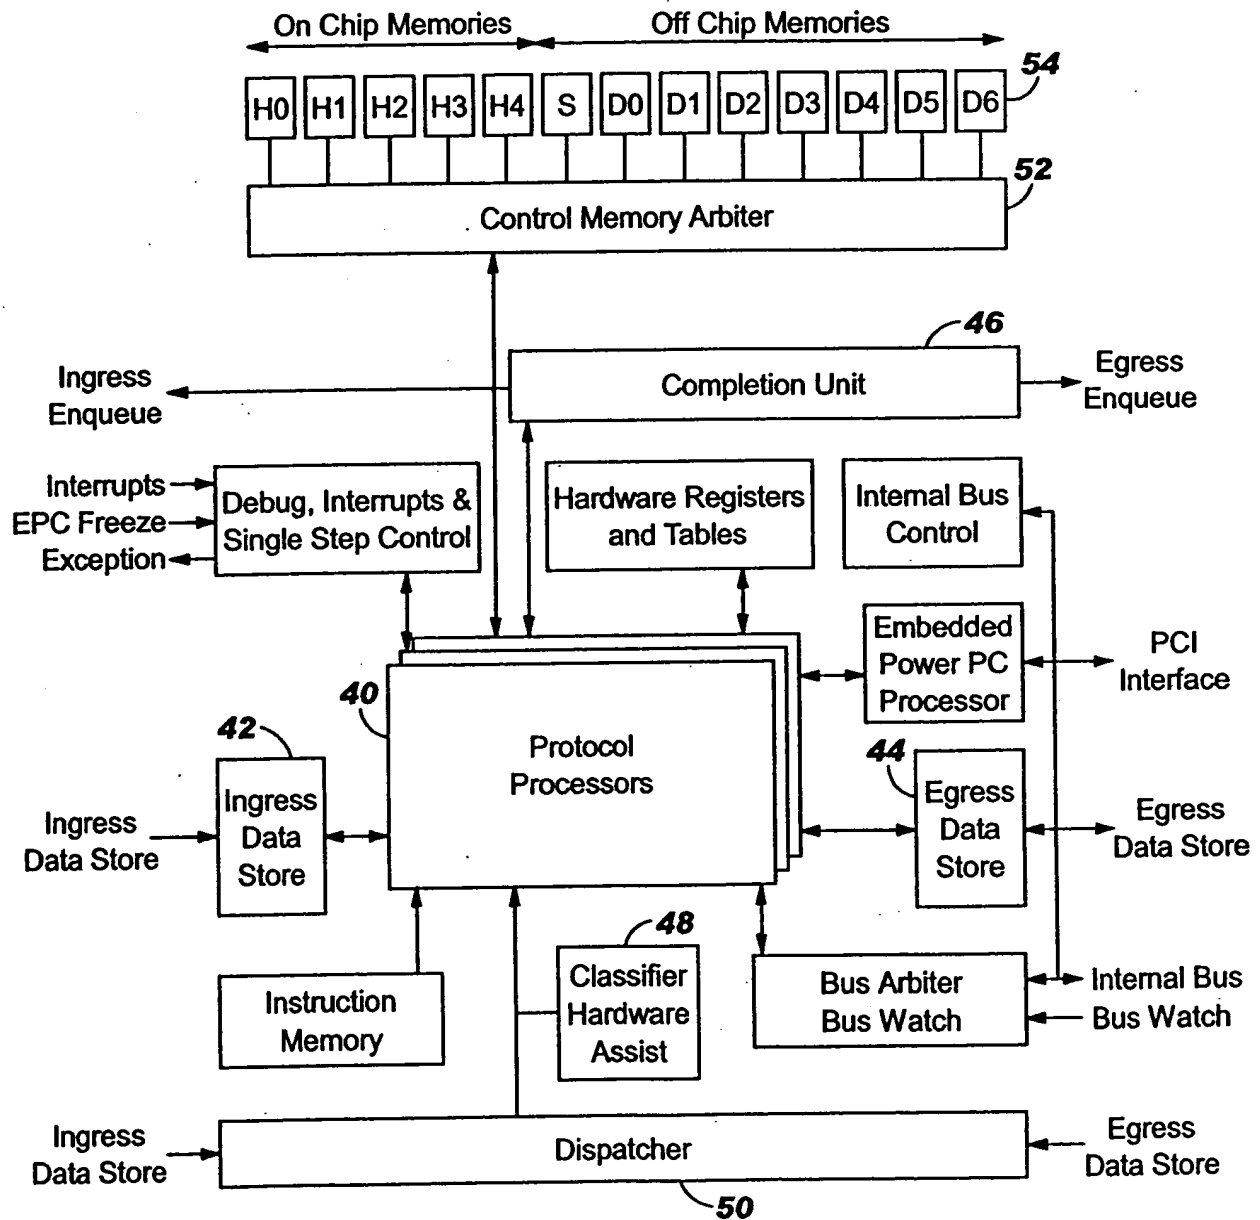 On Chip Memories
Off Chip Memories
54
H0 H1 H2 H3 H4 S D0 D1 D2 D3 D4 D5 D6
52
Control Memory Arbiter
46
Ingress
Enqueue
Completion Unit
Egress
Enqueue
Interrupts
EPC Freeze
Exception
Debug, Interrupts &
Single Step Control
Hardware Registers
and Tables
Internal Bus
Control
Embedded
Power PC
Processor
PCI
Interface
40
Protocol
Processors
42
Ingress
Data
Store
Ingress
Data Store
44
Egress
Data
Store
Egress
Data Store
Instruction
Memory
48
Classifier
Hardware
Assist
Bus Arbiter
Bus Watch
Internal Bus
Bus Watch
Ingress
Data Store
Dispatcher
Egress
Data Store
50